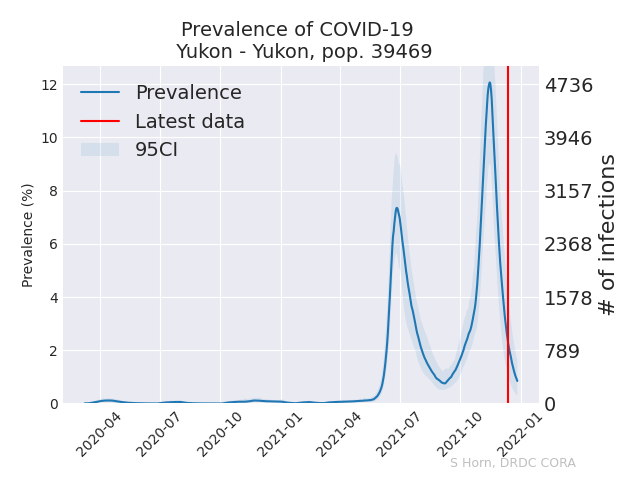 Prevalence of COVID-19
Yukon - Yukon, pop. 39469
Prevalence
Latest data
95CI
Prevalence (%)
12
10
8
6
4
2
0
4736
3946
3157
2368
1578
789
0
# of infections
2020-04
2020-07
2020-10
2021-01
2021-04
2021-07
2021-10
2022-01
S Horn, DRDC CORA